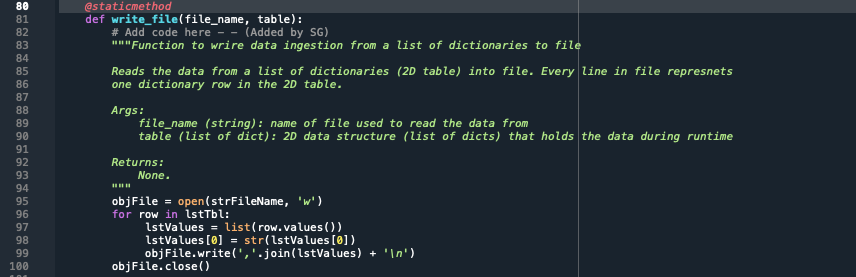 80 @staticmethod
81 def write_file(file_name, table):
82 # Add code here - - (Added by SG)
83 """Function to wrire data ingestion from a list of dictionaries to file
84
85 Reads the data from a list of dictionaries (2D table) into file. Every line in file represnets
86 one dictionary row in the 2D table.
87
88 Args:
89 file_name (string): name of file used to read the data from
90 table (list of dict): 2D data structure (list of dicts) that holds the data during runtime
91
92 Returns:
93 None.
94 """
95 objFile = open(strFileName, 'w')
96 for row in lstTbl:
97 lstValues = list(row.values())
98 lstValues[0] = str(lstValues[0])
99 objFile.write(','.join(lstValues) + '\n')
100 objFile.close()